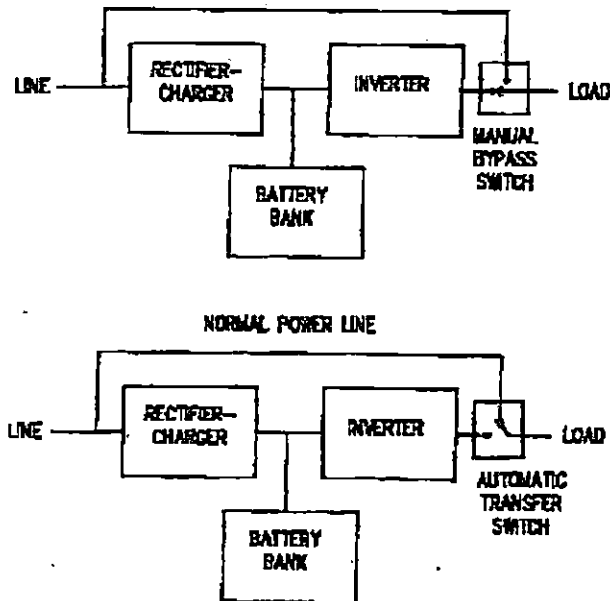 LINE
RECTIFIER-
CHARGER
INVERTER
LOAD
MANUAL
BYPASS
SWITCH
BATTERY
BANK
NORMAL POWER LINE
LINE
RECTIFIER-
CHARGER
INVERTER
LOAD
AUTOMATIC
TRANSFER
SWITCH
BATTERY
BANK